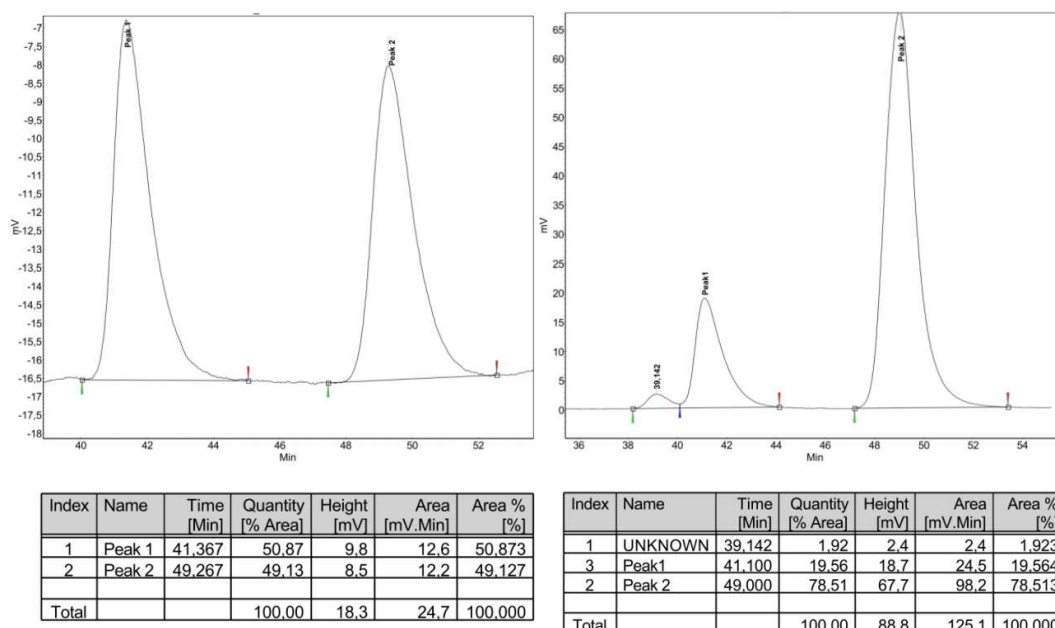 -7
-7.5
-8
-8.5
-9
-9.5
-10
-10.5
-11
-11.5
-12
-12.5
-13
-13.5
-14
-14.5
-15
-15.5
-16
-16.5
-17
-17.5
-18
mV
Peak 1
Peak 2
40 42 44 46 48 50 52
Min
65
60
55
50
45
40
35
30
25
20
15
10
5
0
mV
39,142
Peak1
Peak 2
36 38 40 42 44 46 48 50 52 54
Min
Index Name Time [Min] Quantity [% Area] Height [mV] Area [mV.Min] Area % [%]
1 Peak 1 41,367 50,87 9,8 12,6 50,873
2 Peak 2 49,267 49,13 8,5 12,2 49,127
Total 100,00 18,3 24,7 100,000
Index Name Time [Min] Quantity [% Area] Height [mV] Area [mV.Min] Area % [%]
1 UNKNOWN 39,142 1,92 2,4 2,4 1,923
3 Peak1 41,100 19,56 18,7 24,5 19,564
2 Peak 2 49,000 78,51 67,7 98,2 78,513
Total 100,00 88,8 125,1 100,000